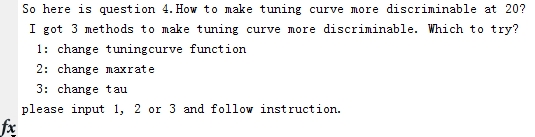 So here is question 4.How to make tuning curve more discriminable at 20?
I got 3 methods to make tuning curve more discriminable. Which to try?
1: change tuningcurve function
2: change maxrate
3: change tau
please input 1, 2 or 3 and follow instruction.
fx